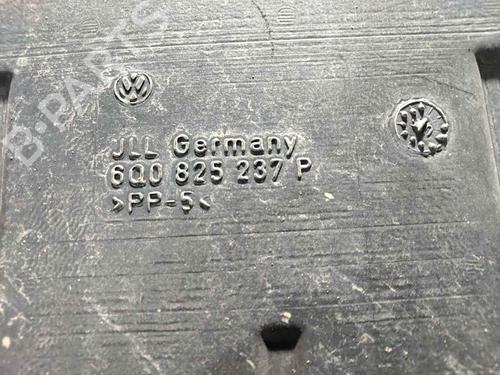 B-PARTS
VW
JLL Germany
6Q0 825 237 P
>PP-5<